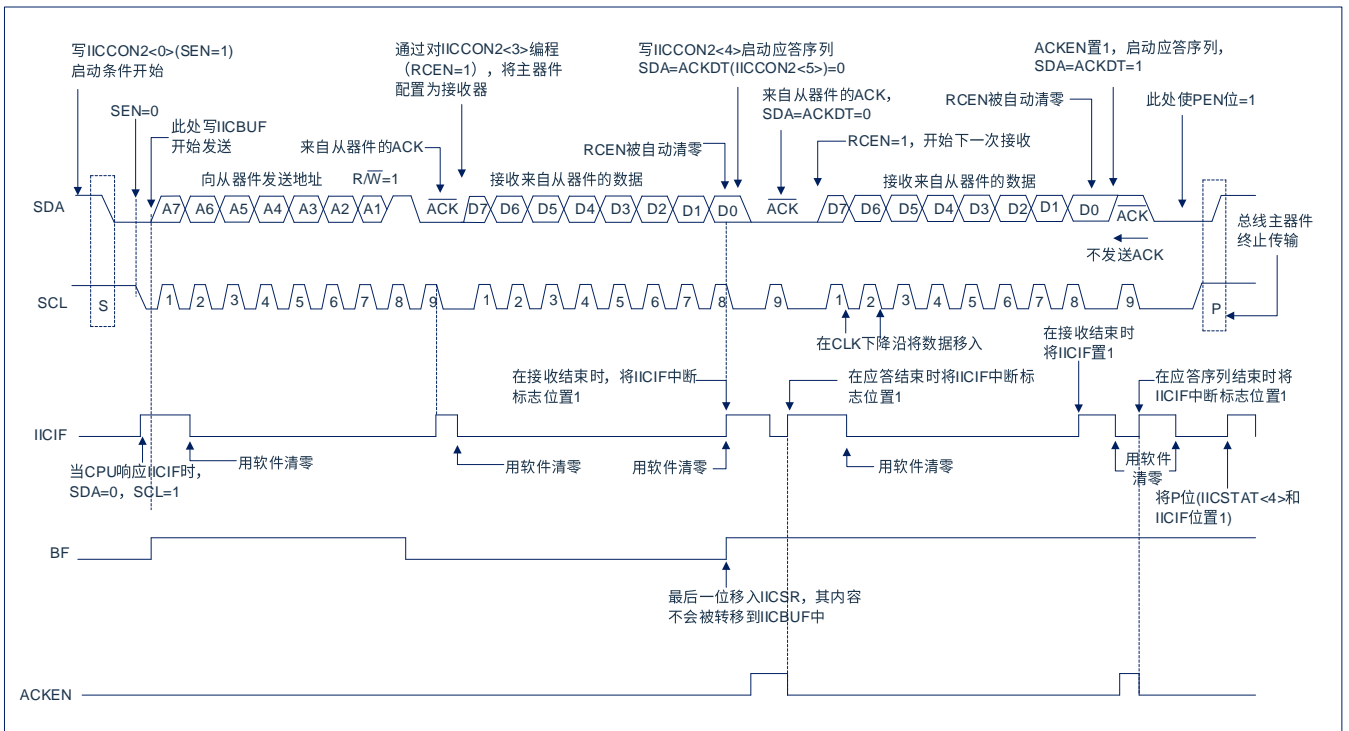 写IICCON2<0>(SEN=1)
启动条件开始
通过对IICCON2<3>编程
（RCEN=1），将主器件
配置为接收器
写IICCON2<4>启动应答序列
SDA=ACKDT(IICCON2<5>)=0
ACKEN置1，启动应答序列，
SDA=ACKDT=1
SEN=0
此处写IICBUF
开始发送
来自从器件的ACK
RCEN被自动清零
来自从器件的ACK，
SDA=ACKDT=0
RCEN=1，开始下一次接收
RCEN被自动清零
此处使PEN位=1
向从器件发送地址
R/W=1
接收来自从器件的数据
接收来自从器件的数据
SDA
A7 A6 A5 A4 A3 A2 A1 ACK D7 D6 D5 D4 D3 D2 D1 D0 ACK D7 D6 D5 D4 D3 D2 D1 D0 ACK
不发送ACK
总线主器件
终止传输
SCL
S 1 2 3 4 5 6 7 8 9 1 2 3 4 5 6 7 8 9 1 2 3 4 5 6 7 8 9 P
在CLK下降沿将数据移入
在接收结束时
将IICIF置1
在接收结束时，将IICIF中断
标志位置1
在应答结束时将IICIF中断标
志位置1
在应答序列结束时将
IICIF中断标志位置1
IICIF
当CPU响应IICIF时，
SDA=0，SCL=1
用软件清零
用软件清零
用软件清零
用软件清零
用软件
清零
将P位(IICSTAT<4>和
IICIF位置1)
BF
最后一位移入IICSR，其内容
不会被转移到IICBUF中
ACKEN